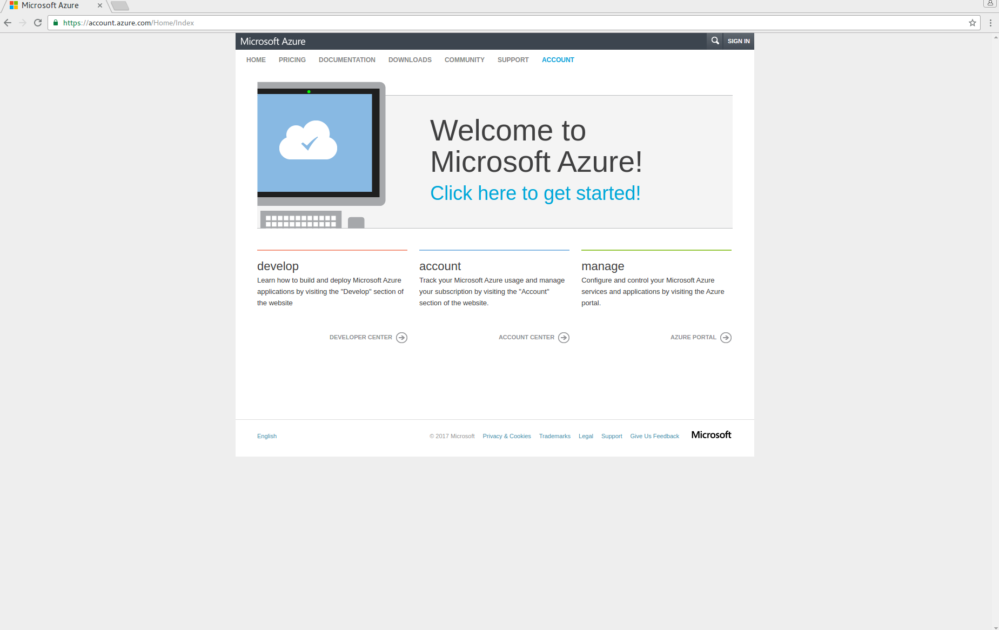 Microsoft Azure
https://account.azure.com/Home/Index
Microsoft Azure
SIGN IN
HOME PRICING DOCUMENTATION DOWNLOADS COMMUNITY SUPPORT ACCOUNT
Welcome to
Microsoft Azure!
Click here to get started!
develop
Learn how to build and deploy Microsoft Azure
applications by visiting the "Develop" section of
the website
DEVELOPER CENTER
account
Track your Microsoft Azure usage and manage
your subscription by visiting the "Account"
section of the website.
ACCOUNT CENTER
manage
Configure and control your Microsoft Azure
services and applications by visiting the Azure
portal.
AZURE PORTAL
English
© 2017 Microsoft Privacy & Cookies Trademarks Legal Support Give Us Feedback Microsoft